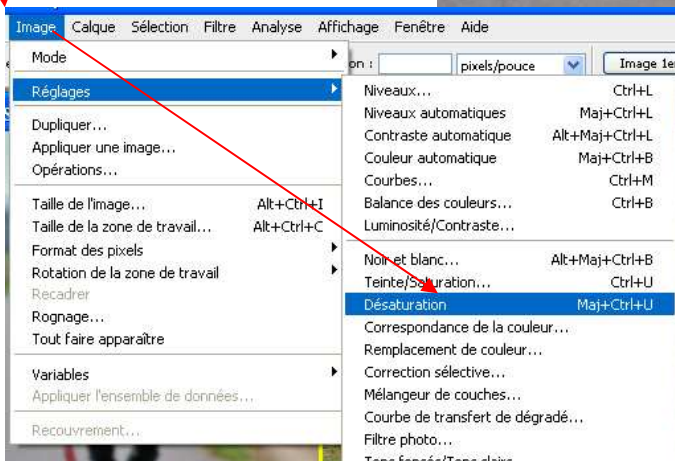 Image Calque Sélection Filtre Analyse Affichage Fenêtre Aide
on : pixels/pouce Image 1e
Mode
Réglages
Dupliquer...
Appliquer une image...
Opérations...
Taille de l'image... Alt+Ctrl+I
Taille de la zone de travail... Alt+Ctrl+C
Format des pixels
Rotation de la zone de travail
Recadrer
Rognage...
Tout faire apparaître
Variables
Appliquer l'ensemble de données...
Recouvrement...
Niveaux... Ctrl+L
Niveaux automatiques Maj+Ctrl+L
Contraste automatique Alt+Maj+Ctrl+L
Couleur automatique Maj+Ctrl+B
Courbes... Ctrl+M
Balance des couleurs... Ctrl+B
Luminosité/Contraste...
Noir et blanc... Alt+Maj+Ctrl+B
Teinte/Saturation... Ctrl+U
Désaturation Maj+Ctrl+U
Correspondance de la couleur...
Remplacement de couleur...
Correction sélective...
Mélangeur de couches...
Courbe de transfert de dégradé...
Filtre photo...